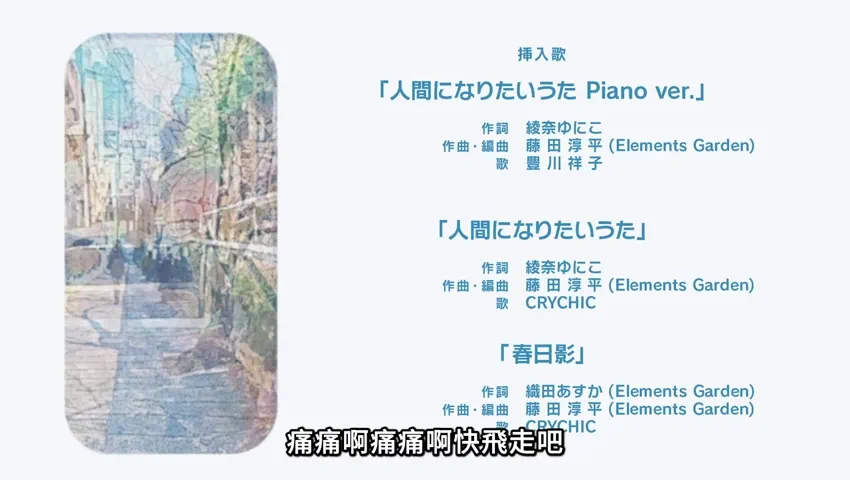 挿入歌
「人間になりたいうた Piano ver.」
作詞 綾奈ゆにこ
作曲・編曲 藤田淳平 (Elements Garden)
歌 豊川祥子
「人間になりたいうた」
作詞 綾奈ゆにこ
作曲・編曲 藤田淳平 (Elements Garden)
歌 CRYCHIC
「春日影」
作詞 織田あすか (Elements Garden)
作曲・編曲 藤田淳平 (Elements Garden)
歌 CRYCHIC
痛痛啊痛痛啊快飛走吧